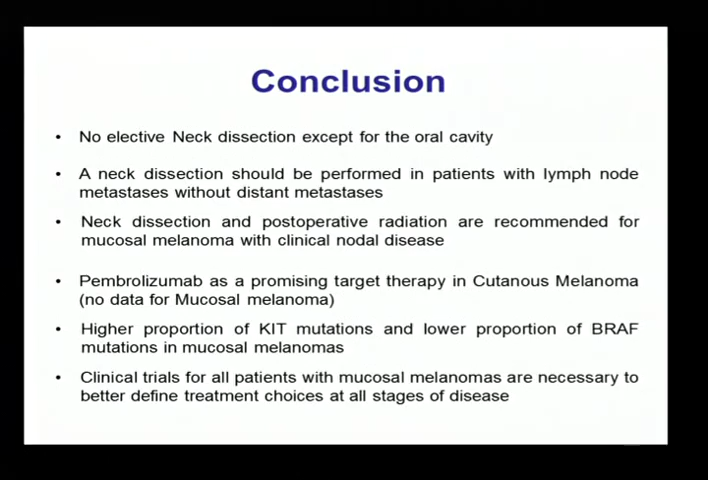 Conclusion
• No elective Neck dissection except for the oral cavity
• A neck dissection should be performed in patients with lymph node
metastases without distant metastases
• Neck dissection and postoperative radiation are recommended for
mucosal melanoma with clinical nodal disease
• Pembrolizumab as a promising target therapy in Cutanous Melanoma
(no data for Mucosal melanoma)
• Higher proportion of KIT mutations and lower proportion of BRAF
mutations in mucosal melanomas
• Clinical trials for all patients with mucosal melanomas are necessary to
better define treatment choices at all stages of disease